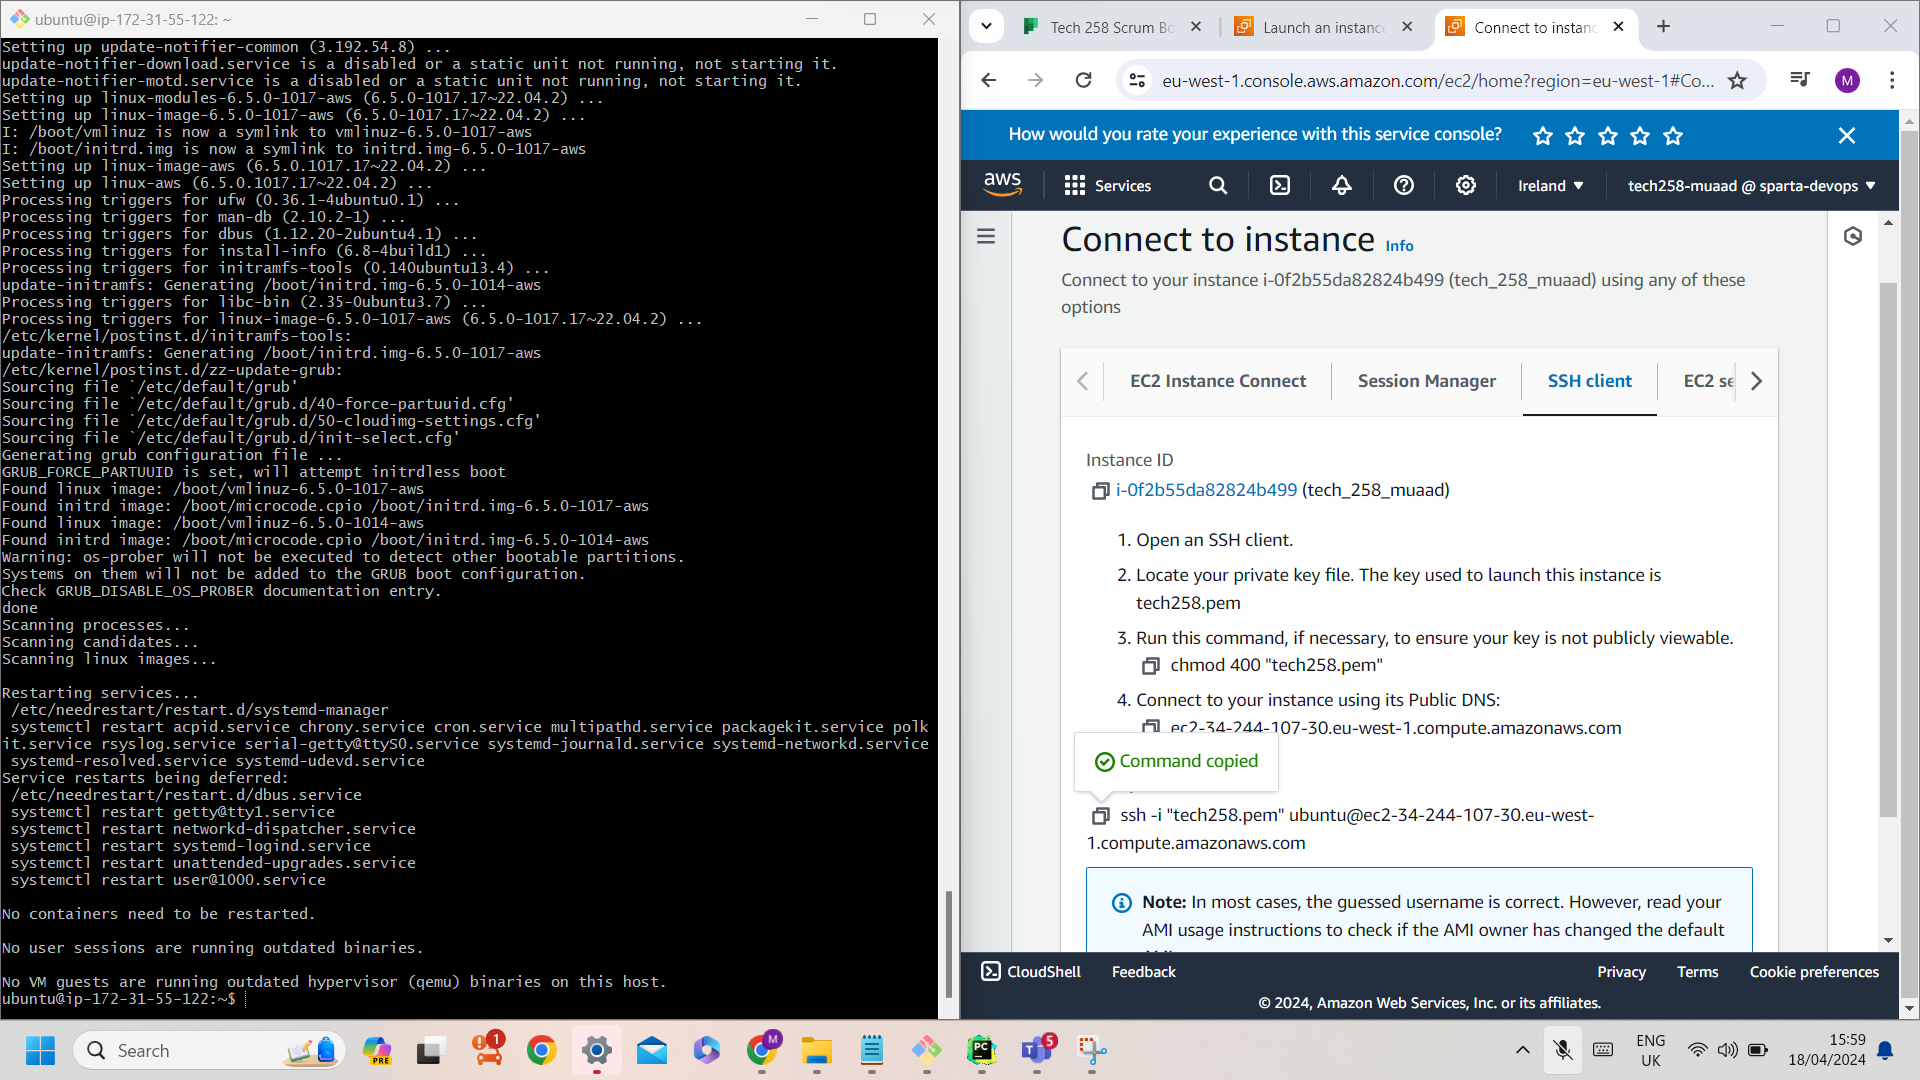 ubuntu@ip-172-31-55-122: ~
Setting up update-notifier-common (3.192.54.8) ...
update-notifier-download.service is a disabled or a static unit not running, not starting it.
update-notifier-motd.service is a disabled or a static unit not running, not starting it.
Setting up linux-modules-6.5.0-1017-aws (6.5.0-1017.17~22.04.2) ...
Setting up linux-image-6.5.0-1017-aws (6.5.0-1017.17~22.04.2) ...
I: /boot/vmlinuz is now a symlink to vmlinuz-6.5.0-1017-aws
I: /boot/initrd.img is now a symlink to initrd.img-6.5.0-1017-aws
Setting up linux-image-aws (6.5.0.1017.17~22.04.2) ...
Setting up linux-aws (6.5.0.1017.17~22.04.2) ...
Processing triggers for ufw (0.36.1-4ubuntu0.1) ...
Processing triggers for man-db (2.10.2-1) ...
Processing triggers for dbus (1.12.20-2ubuntu4.1) ...
Processing triggers for install-info (6.8-4build1) ...
Processing triggers for initramfs-tools (0.140ubuntu13.4) ...
update-initramfs: Generating /boot/initrd.img-6.5.0-1014-aws
Processing triggers for libc-bin (2.35-0ubuntu3.7) ...
Processing triggers for linux-image-6.5.0-1017-aws (6.5.0-1017.17~22.04.2) ...
/etc/kernel/postinst.d/initramfs-tools:
update-initramfs: Generating /boot/initrd.img-6.5.0-1017-aws
/etc/kernel/postinst.d/zz-update-grub:
Sourcing file `/etc/default/grub'
Sourcing file `/etc/default/grub.d/40-force-partuuid.cfg'
Sourcing file `/etc/default/grub.d/50-cloudimg-settings.cfg'
Sourcing file `/etc/default/grub.d/init-select.cfg'
Generating grub configuration file ...
GRUB_FORCE_PARTUUID is set, will attempt initrdless boot
Found linux image: /boot/vmlinuz-6.5.0-1017-aws
Found initrd image: /boot/microcode.cpio /boot/initrd.img-6.5.0-1017-aws
Found linux image: /boot/vmlinuz-6.5.0-1014-aws
Found initrd image: /boot/microcode.cpio /boot/initrd.img-6.5.0-1014-aws
Warning: os-prober will not be executed to detect other bootable partitions.
Systems on them will not be added to the GRUB boot configuration.
Check GRUB_DISABLE_OS_PROBER documentation entry.
done
Scanning processes...
Scanning candidates...
Scanning linux images...
Restarting services...
/etc/needrestart/restart.d/systemd-manager
systemctl restart acpid.service chrony.service cron.service multipathd.service packagekit.service polk
it.service rsyslog.service serial-getty@ttyS0.service systemd-journald.service systemd-networkd.service
systemd-resolved.service systemd-udevd.service
Service restarts being deferred:
/etc/needrestart/restart.d/dbus.service
systemctl restart getty@tty1.service
systemctl restart networkd-dispatcher.service
systemctl restart systemd-logind.service
systemctl restart unattended-upgrades.service
systemctl restart user@1000.service
No containers need to be restarted.
No user sessions are running outdated binaries.
No VM guests are running outdated hypervisor (qemu) binaries on this host.
ubuntu@ip-172-31-55-122:~$
Tech 258 Scrum Bo
Launch an instance
Connect to instanc
eu-west-1.console.aws.amazon.com/ec2/home?region=eu-west-1#Co...
M
How would you rate your experience with this service console?
aws
Services
Ireland
tech258-muaad @ sparta-devops
Connect to instance Info
Connect to your instance i-0f2b55da82824b499 (tech_258_muaad) using any of these
options
EC2 Instance Connect
Session Manager
SSH client
EC2 se
Instance ID
i-0f2b55da82824b499 (tech_258_muaad)
1. Open an SSH client.
2. Locate your private key file. The key used to launch this instance is
tech258.pem
3. Run this command, if necessary, to ensure your key is not publicly viewable.
chmod 400 "tech258.pem"
4. Connect to your instance using its Public DNS:
ec2-34-244-107-30.eu-west-1.compute.amazonaws.com
Command copied
ssh -i "tech258.pem" ubuntu@ec2-34-244-107-30.eu-west-
1.compute.amazonaws.com
Note: In most cases, the guessed username is correct. However, read your
AMI usage instructions to check if the AMI owner has changed the default
CloudShell
Feedback
Privacy
Terms
Cookie preferences
© 2024, Amazon Web Services, Inc. or its affiliates.
Search
PRE
1
M
PC
5
ENG
UK
15:59
18/04/2024